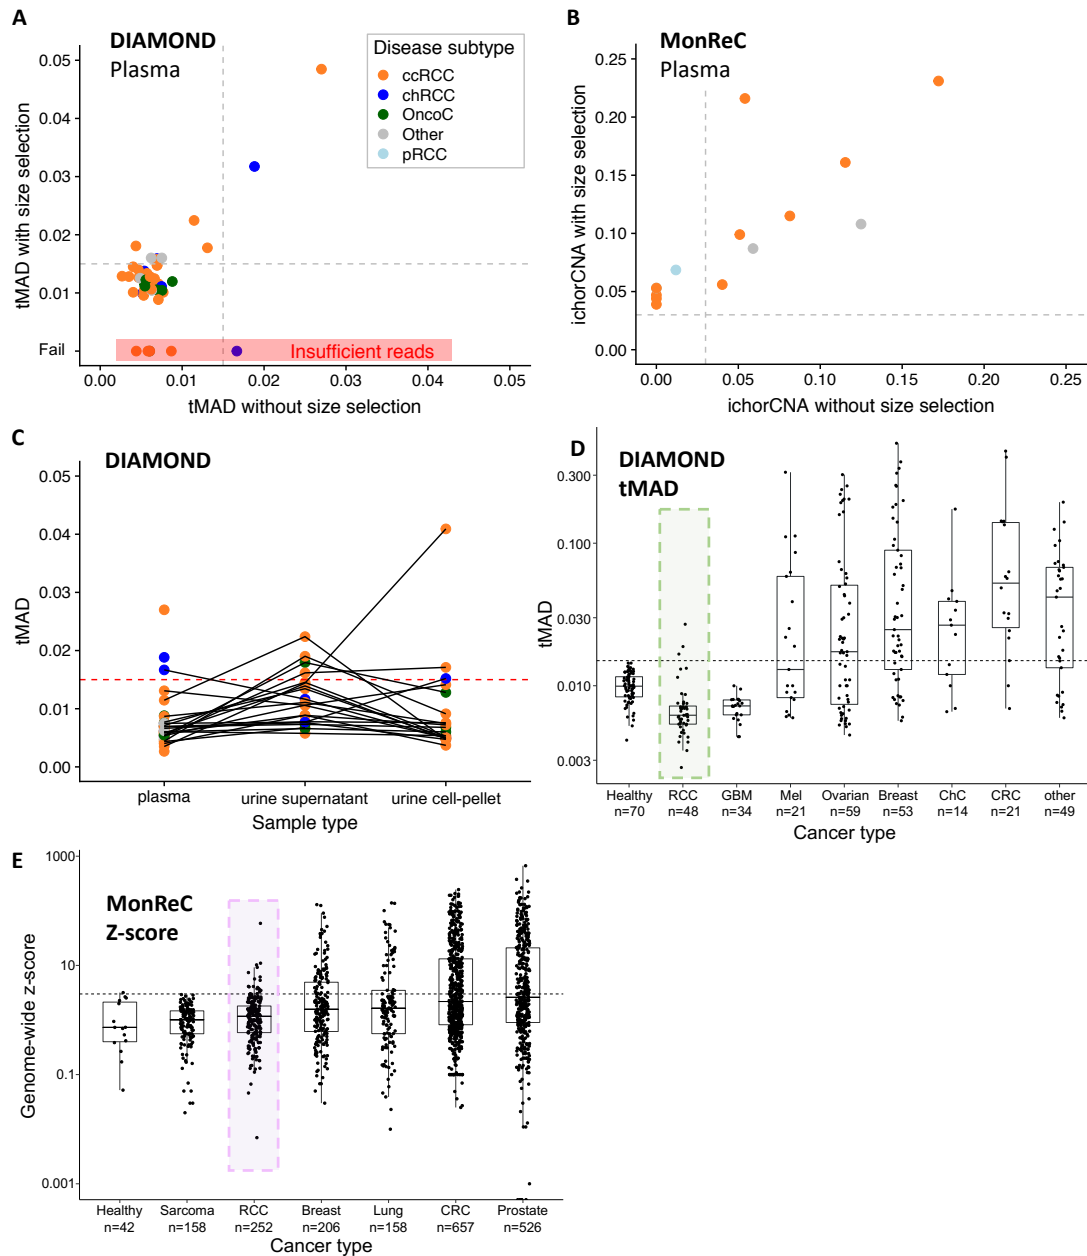 A
DIAMOND
Plasma
Disease subtype
ccRCC
chRCC
OncoC
Other
pRCC
tMAD with size selection
0.05
0.04
0.03
0.02
0.01
Fail
Insufficient reads
0.00 0.01 0.02 0.03 0.04 0.05
tMAD without size selection
B
MonReC
Plasma
ichorCNA with size selection
0.25
0.20
0.15
0.10
0.05
0.00
0.00 0.05 0.10 0.15 0.20 0.25
ichorCNA without size selection
C
DIAMOND
tMAD
0.05
0.04
0.03
0.02
0.01
0.00
plasma urine supernatant urine cell-pellet
Sample type
D
DIAMOND
tMAD
tMAD
0.300
0.100
0.030
0.010
0.003
Healthy RCC GBM Mel Ovarian Breast ChC CRC other
n=70 n=48 n=34 n=21 n=59 n=53 n=14 n=21 n=49
Cancer type
E
MonReC
Z-score
Genome-wide z-score
1000
10
0.1
0.001
Healthy Sarcoma RCC Breast Lung CRC Prostate
n=42 n=158 n=252 n=206 n=158 n=657 n=526
Cancer type